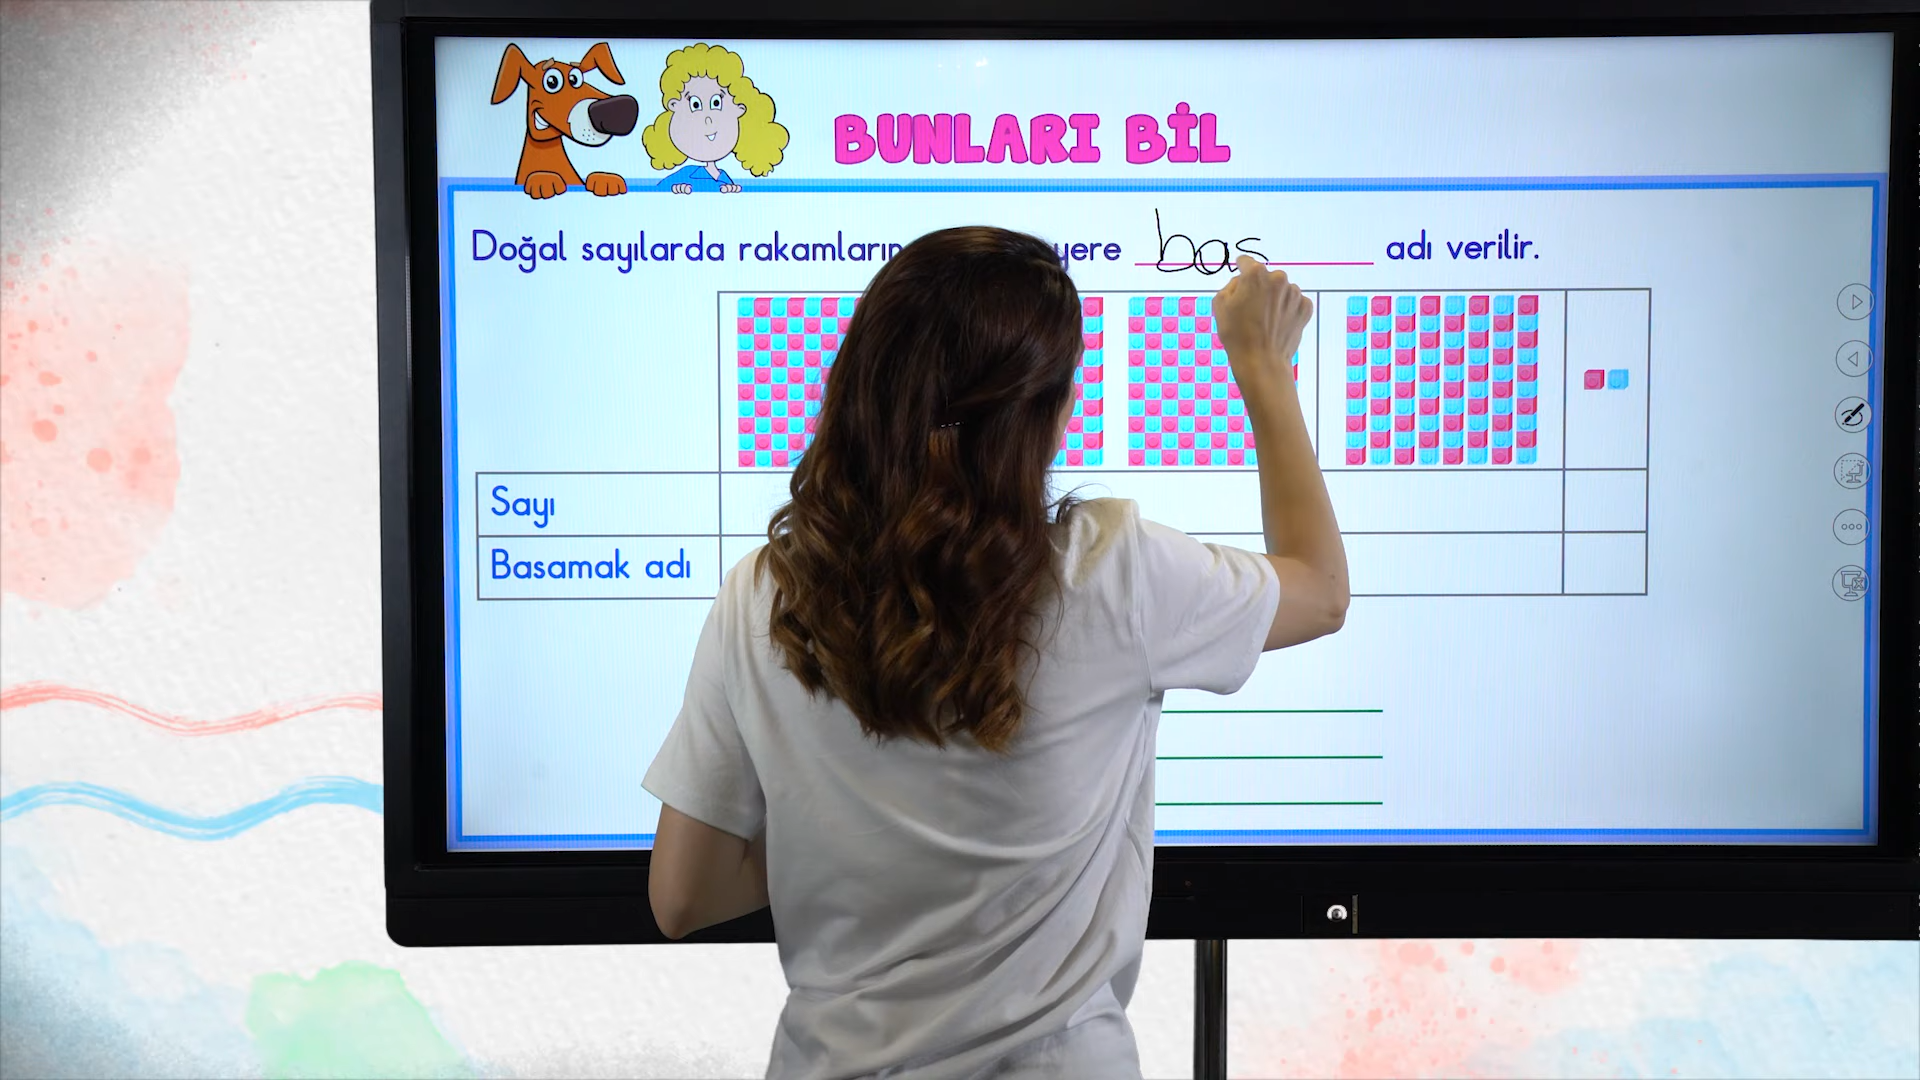 BUNLARI BİL
Doğal sayılarda rakamların yere bas adı verilir.
Sayı
Basamak adı